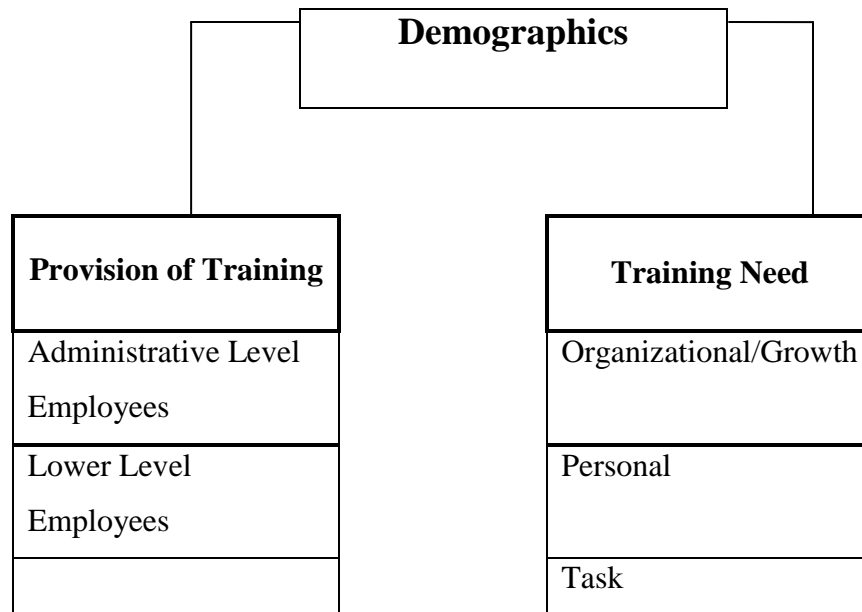 Demographics
Provision of Training
Administrative Level
Employees
Lower Level
Employees
Training Need
Organizational/Growth
Personal
Task